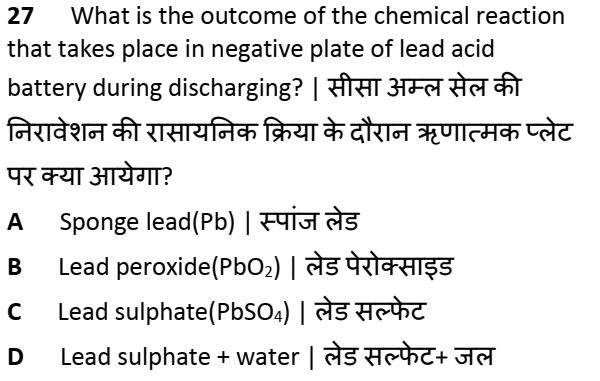 27 What is the outcome of the chemical reaction
that takes place in negative plate of lead acid
battery during discharging? | सीसा अम्ल सेल की
निरावेशन की रासायनिक क्रिया के दौरान ऋणात्मक प्लेट
पर क्या आयेगा?
A Sponge lead(Pb) | स्पांज लेड
B Lead peroxide(PbO₂) | लेड पेरोक्साइड
C Lead sulphate(PbSO₄) | लेड सल्फेट
D Lead sulphate + water | लेड सल्फेट+ जल